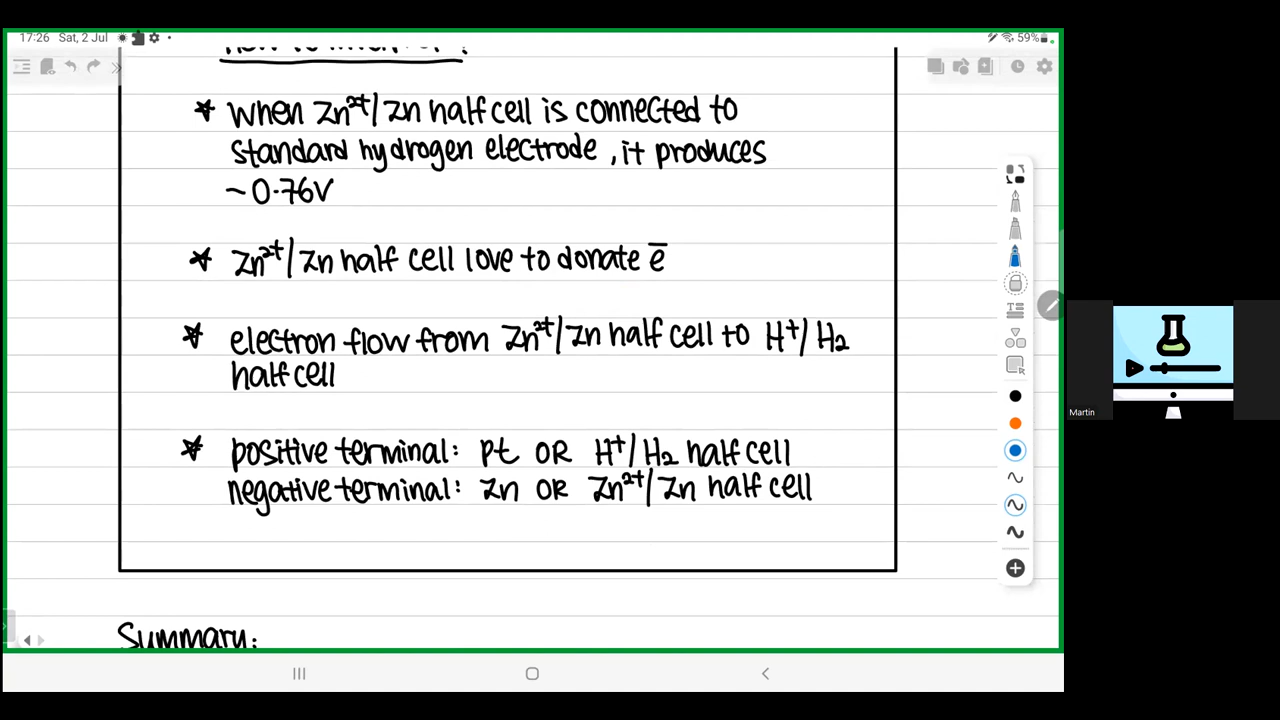 17:26 Sat, 2 Jul
59%
★ when Zn²⁺/Zn half cell is connected to
standard hydrogen electrode, it produces
-0.76V
★ Zn²⁺/Zn half cell love to donate e̅
★ electron flow from Zn²⁺/Zn half cell to H⁺/H₂
half cell
★ positive terminal: Pt OR H⁺/H₂ half cell
negative terminal: Zn OR Zn²⁺/Zn half cell
Summary:
Martin